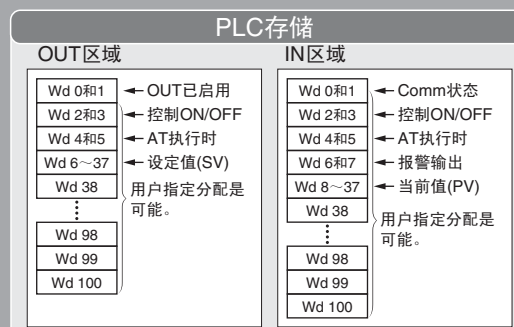 PLC存储
OUT区域
Wd 0和1
OUT已启用
Wd 2和3
控制ON/OFF
Wd 4和5
AT执行时
Wd 6～37
设定值(SV)
Wd 38
用户指定分配是
可能。
Wd 98
Wd 99
Wd 100
IN区域
Wd 0和1
Comm状态
Wd 2和3
控制ON/OFF
Wd 4和5
AT执行时
Wd 6和7
报警输出
Wd 8～37
当前值(PV)
Wd 38
用户指定分配是
可能。
Wd 98
Wd 99
Wd 100